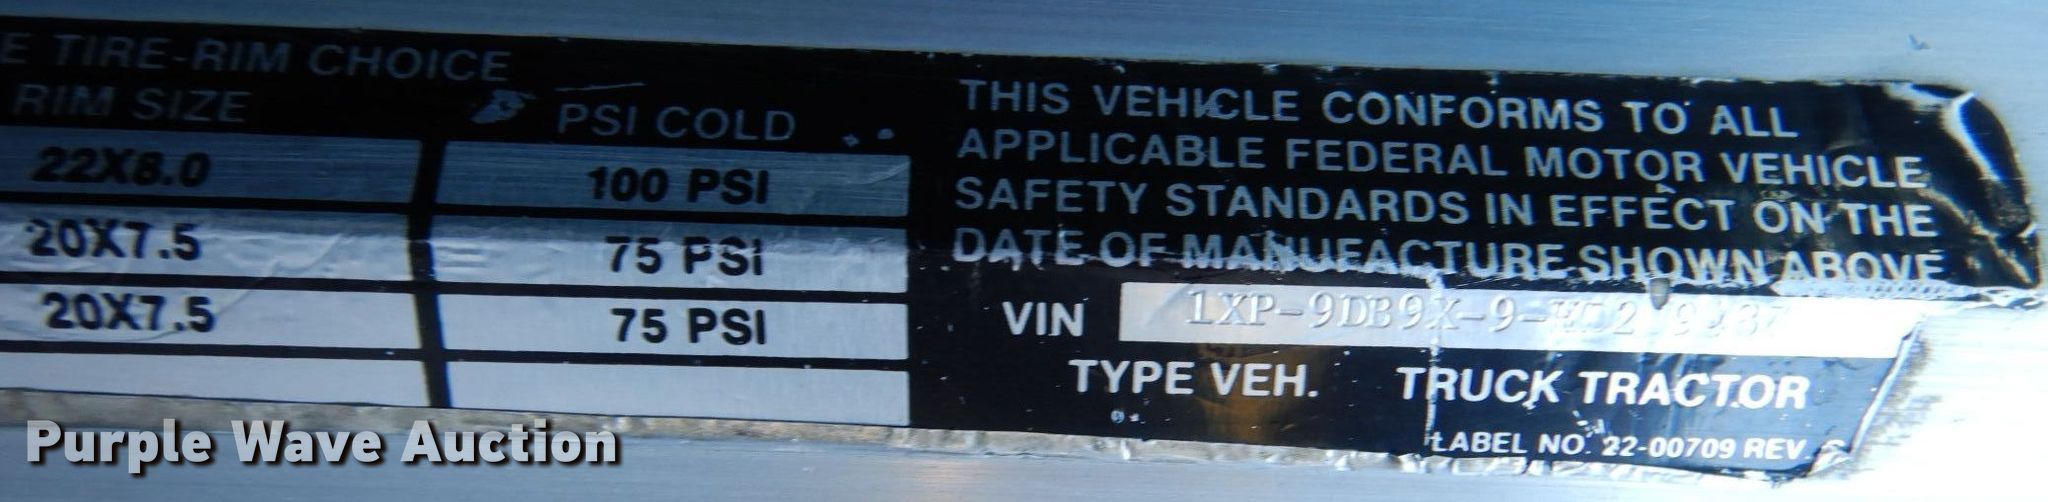 E TIRE-RIM CHOICE
RIM SIZE PSI COLD
22X8.0 100 PSI
20X7.5 75 PSI
20X7.5 75 PSI
THIS VEHICLE CONFORMS TO ALL
APPLICABLE FEDERAL MOTOR VEHICLE
SAFETY STANDARDS IN EFFECT ON THE
DATE OF MANUFACTURE SHOWN ABOVE
VIN
TYPE VEH. TRUCK TRACTOR
LABEL NO. 22-00709 REV.
Purple Wave Auction